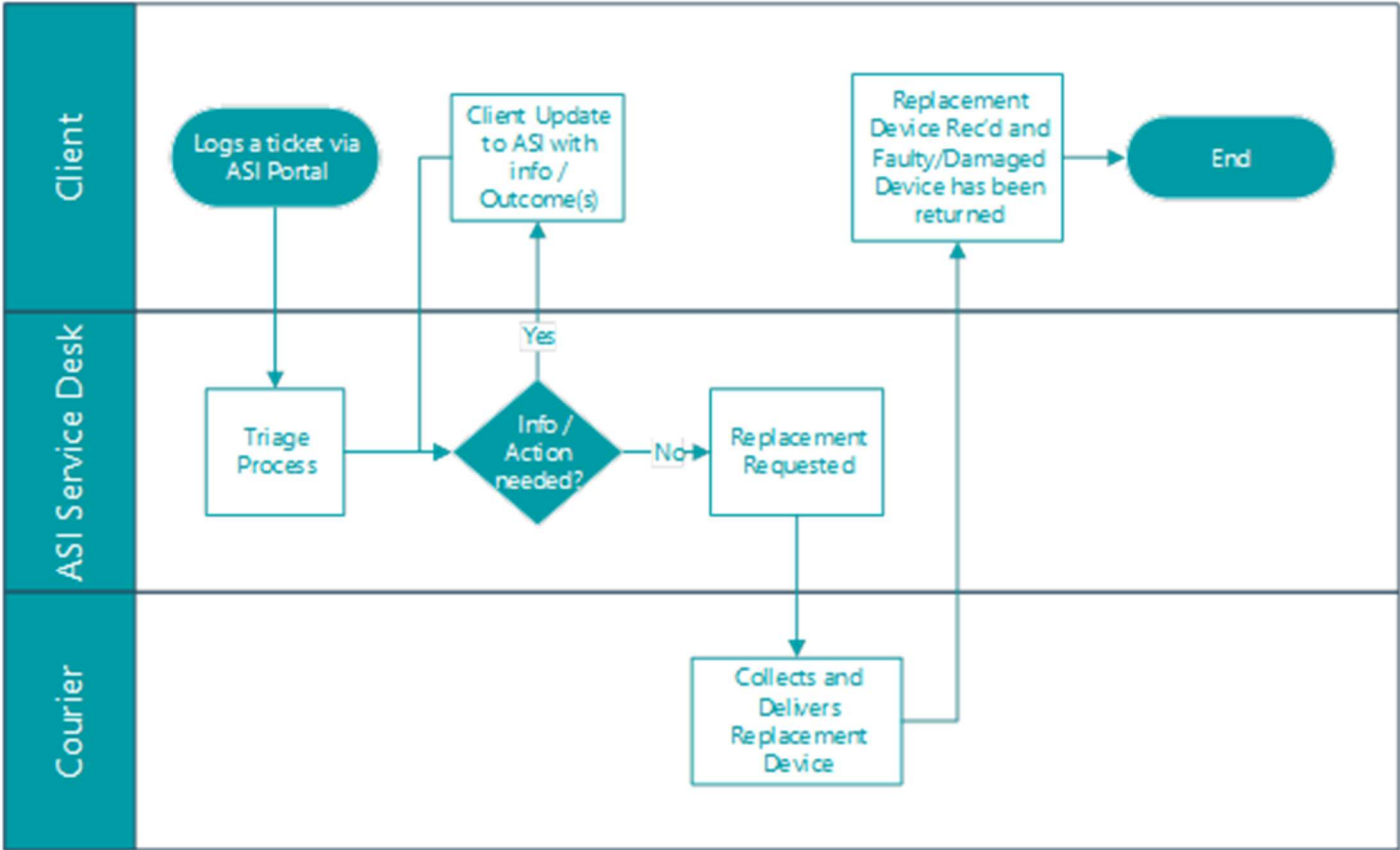 Client
Logs a ticket via
ASI Portal
Client Update
to ASI with
info /
Outcome(s)
Replacement
Device Rec'd and
Faulty/Damaged
Device has been
returned
End
ASI Service Desk
Triage
Process
Yes
Info /
Action
needed?
No
Replacement
Requested
Courier
Collects and
Delivers
Replacement
Device